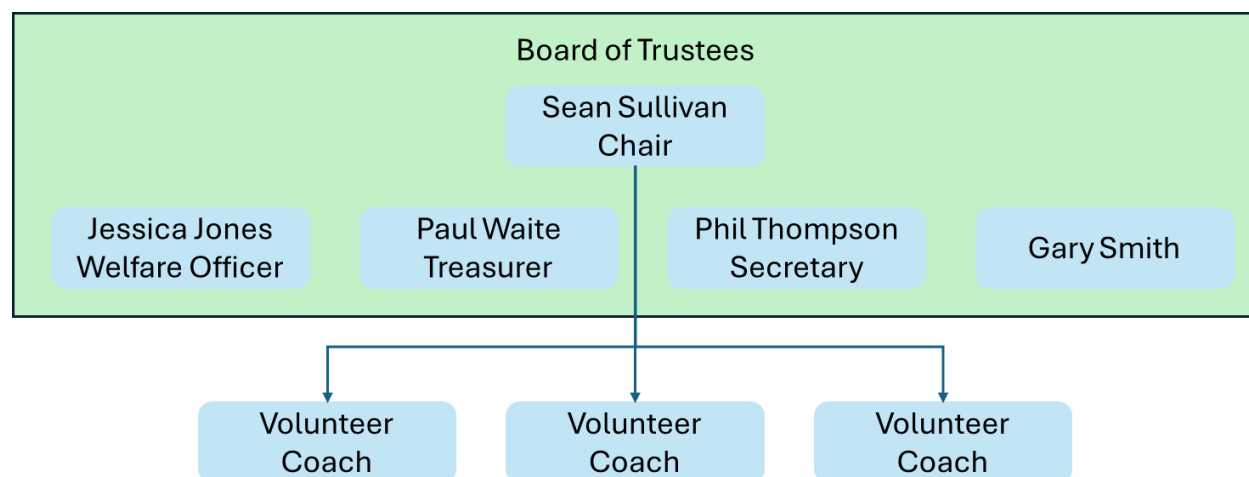 Board of Trustees
Sean Sullivan
Chair
Jessica Jones
Welfare Officer
Paul Waite
Treasurer
Phil Thompson
Secretary
Gary Smith
Volunteer
Coach
Volunteer
Coach
Volunteer
Coach